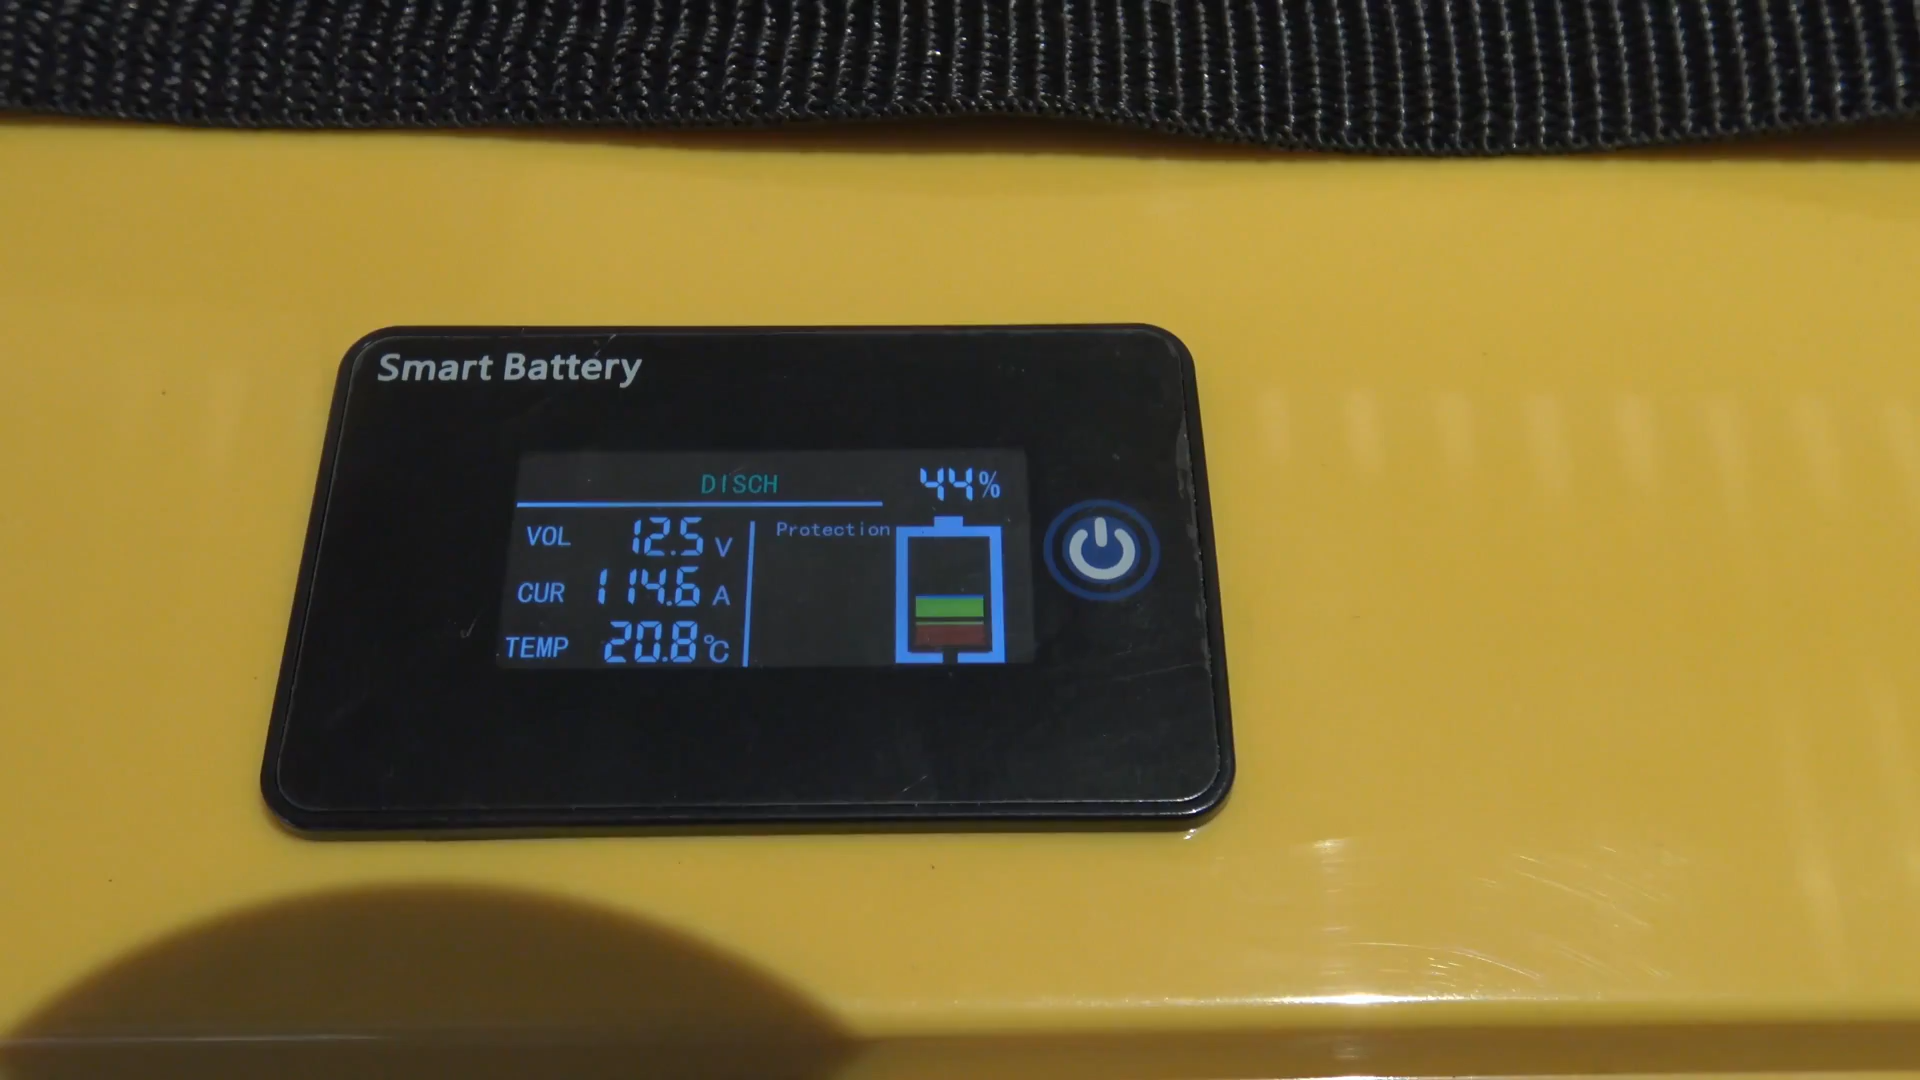 Smart Battery
DISCH 44%
VOL 12.5 V
Protection
CUR 114.6 A
TEMP 20.8℃